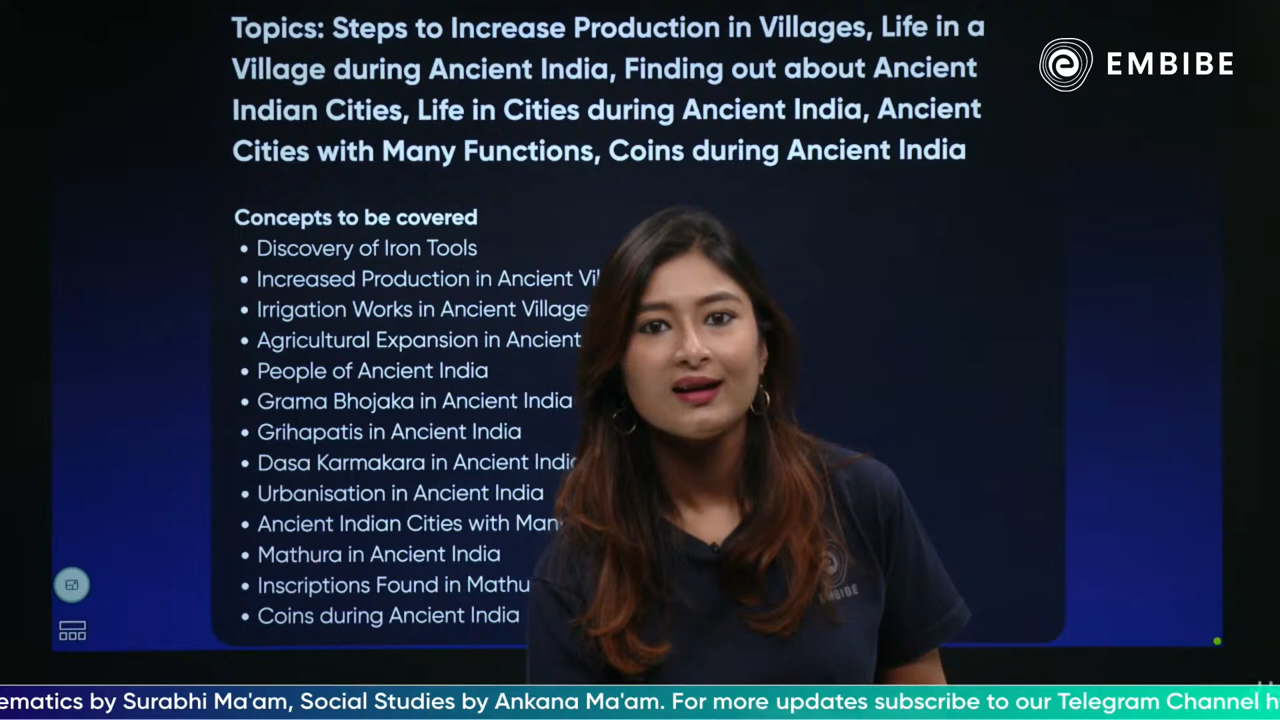 Topics: Steps to Increase Production in Villages, Life in a
Village during Ancient India, Finding out about Ancient
Indian Cities, Life in Cities during Ancient India, Ancient
Cities with Many Functions, Coins during Ancient India
EMBIBE
Concepts to be covered
• Discovery of Iron Tools
• Increased Production in Ancient
• Irrigation Works in Ancient Village
• Agricultural Expansion in Ancient
• People of Ancient India
• Grama Bhojaka in Ancient India
• Grihapatis in Ancient India
• Dasa Karmakara in Ancient
• Urbanisation in Ancient India
• Ancient Indian Cities with
• Mathura in Ancient India
• Inscriptions Found in
• Coins during Ancient India
EMBIBE
ematics by Surabhi Ma'am, Social Studies by Ankana Ma'am. For more updates subscribe to our Telegram Channel h